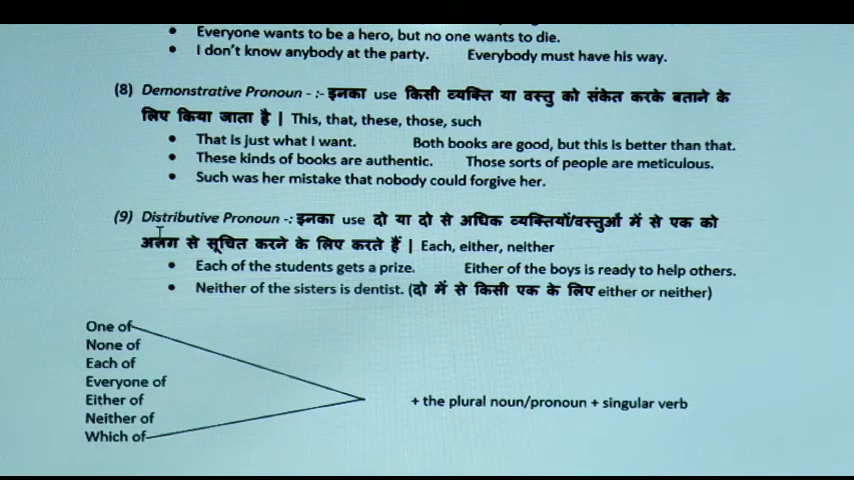 Everyone wants to be a hero, but no one wants to die.
• I don't know anybody at the party. Everybody must have his way.
(8) Demonstrative Pronoun - :- इनका use किसी व्यक्ति या वस्तु को संकेत करके बताने के
लिए किया जाता है | This, that, these, those, such
• That is just what I want. Both books are good, but this is better than that.
• These kinds of books are authentic. Those sorts of people are meticulous.
• Such was her mistake that nobody could forgive her.
(9) Distributive Pronoun -: इनका use दो या दो से अधिक व्यक्तियों/वस्तुओं में से एक को
अलग से सूचित करने के लिए करते हैं | Each, either, neither
• Each of the students gets a prize. Either of the boys is ready to help others.
• Neither of the sisters is dentist. (दो में से किसी एक के लिए either or neither)
One of
None of
Each of
Everyone of
Either of + the plural noun/pronoun + singular verb
Neither of
Which of